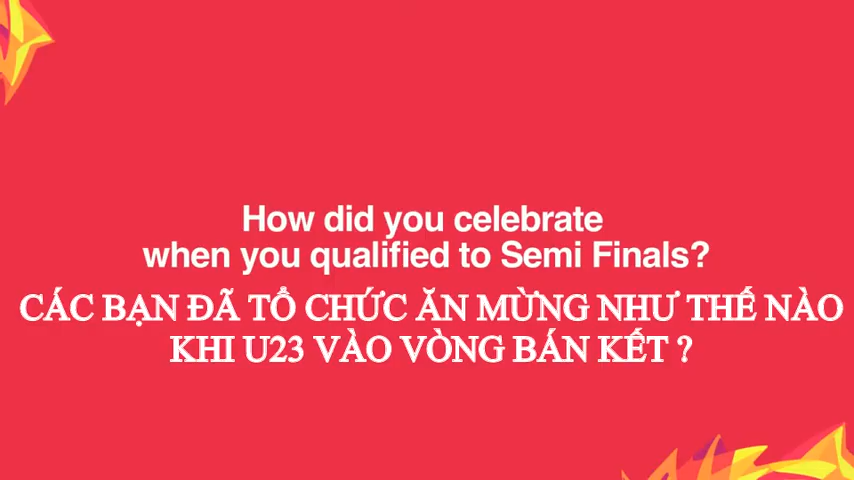 How did you celebrate
when you qualified to Semi Finals?
CÁC BẠN ĐÃ TỔ CHỨC ĂN MỪNG NHƯ THẾ NÀO
KHI U23 VÀO VÒNG BÁN KẾT ?